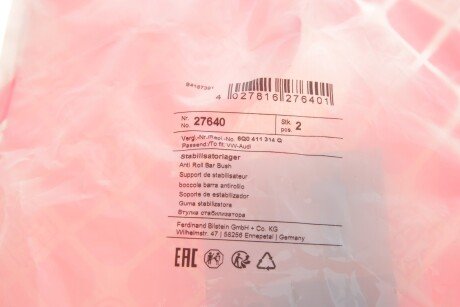 8418739
4 027816 276401
Nr. No. 27640 Stk. pos. 2
Vergl.-Nr./Repl.-No. 6Q0 411 314 Q
Passend./To fit. VW-Audi
Stabilisatorlager
Anti Roll Bar Bush
Support de stabilisateur
boccola barra antirollio
Soporte de estabilizador
Guma stabilizatora
Втулка стабилизатора
Ferdinand Bilstein GmbH + Co. KG
Wilhelmstr. 47 | 58256 Ennepetal | Germany
EAC